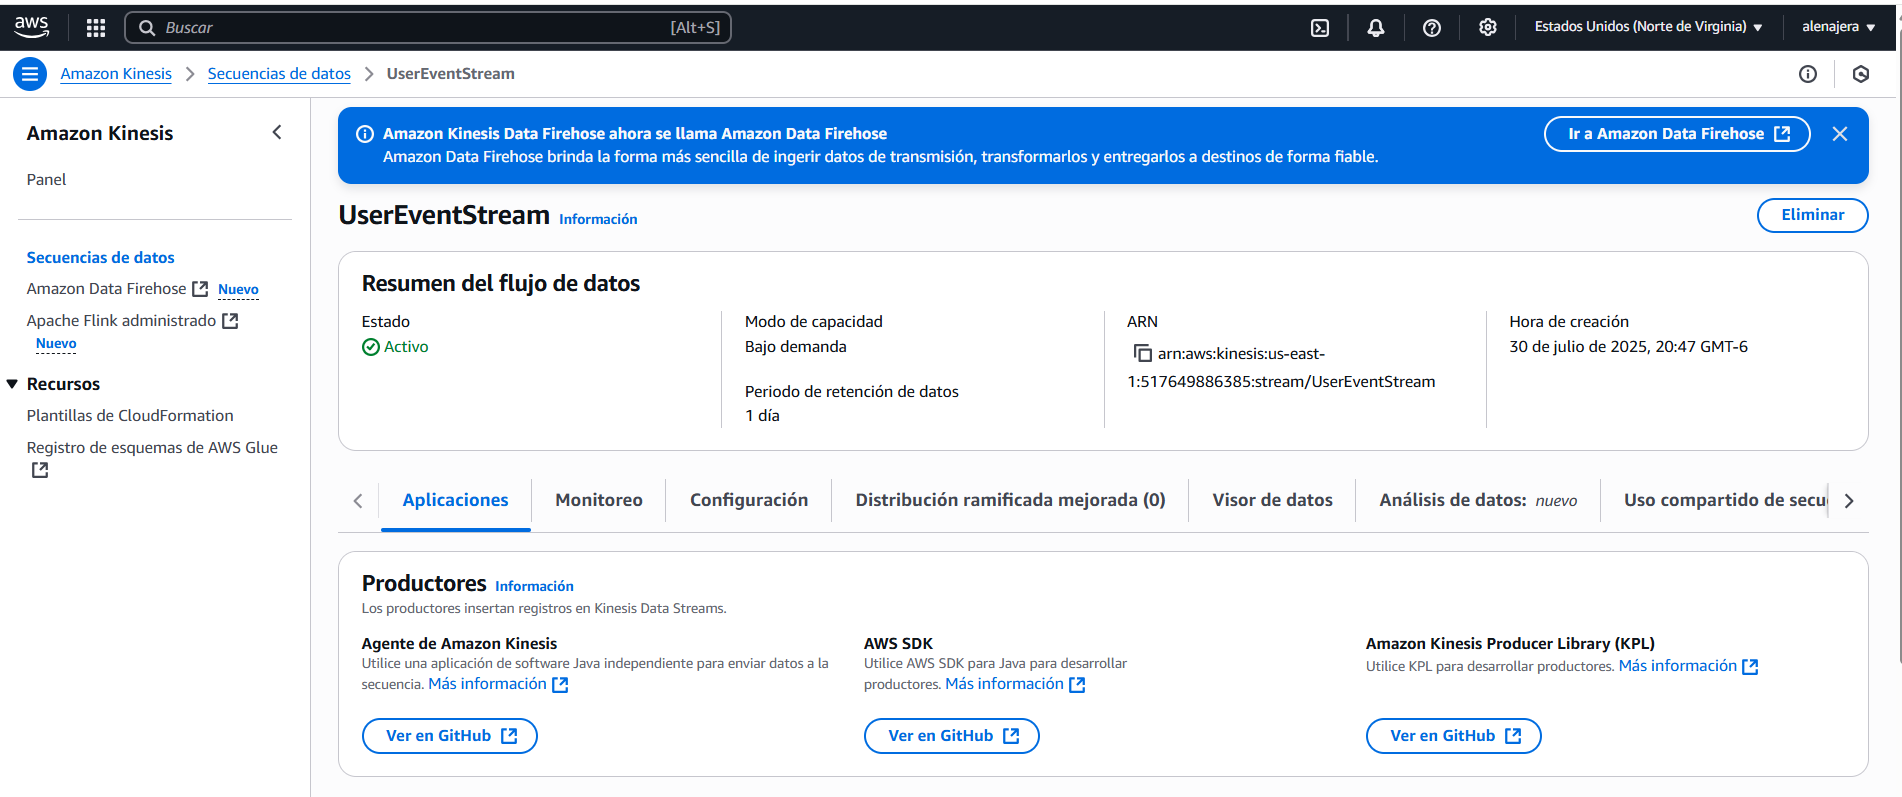 aws
Buscar [Alt+S]
Estados Unidos (Norte de Virginia)
alenajera
Amazon Kinesis
Secuencias de datos
UserEventStream
Amazon Kinesis
Panel
Secuencias de datos
Amazon Data Firehose Nuevo
Apache Flink administrado
Nuevo
Recursos
Plantillas de CloudFormation
Registro de esquemas de AWS Glue
Amazon Kinesis Data Firehose ahora se llama Amazon Data Firehose
Amazon Data Firehose brinda la forma más sencilla de ingerir datos de transmisión, transformarlos y entregarlos a destinos de forma fiable.
Ir a Amazon Data Firehose
UserEventStream Información
Eliminar
Resumen del flujo de datos
Estado
Activo
Modo de capacidad
Bajo demanda
Periodo de retención de datos
1 día
ARN
arn:aws:kinesis:us-east-
1:517649886385:stream/UserEventStream
Hora de creación
30 de julio de 2025, 20:47 GMT-6
Aplicaciones
Monitoreo
Configuración
Distribución ramificada mejorada (0)
Visor de datos
Análisis de datos: nuevo
Uso compartido de secu
Productores Información
Los productores insertan registros en Kinesis Data Streams.
Agente de Amazon Kinesis
Utilice una aplicación de software Java independiente para enviar datos a la
secuencia. Más información
Ver en GitHub
AWS SDK
Utilice AWS SDK para Java para desarrollar
productores. Más información
Ver en GitHub
Amazon Kinesis Producer Library (KPL)
Utilice KPL para desarrollar productores. Más información
Ver en GitHub